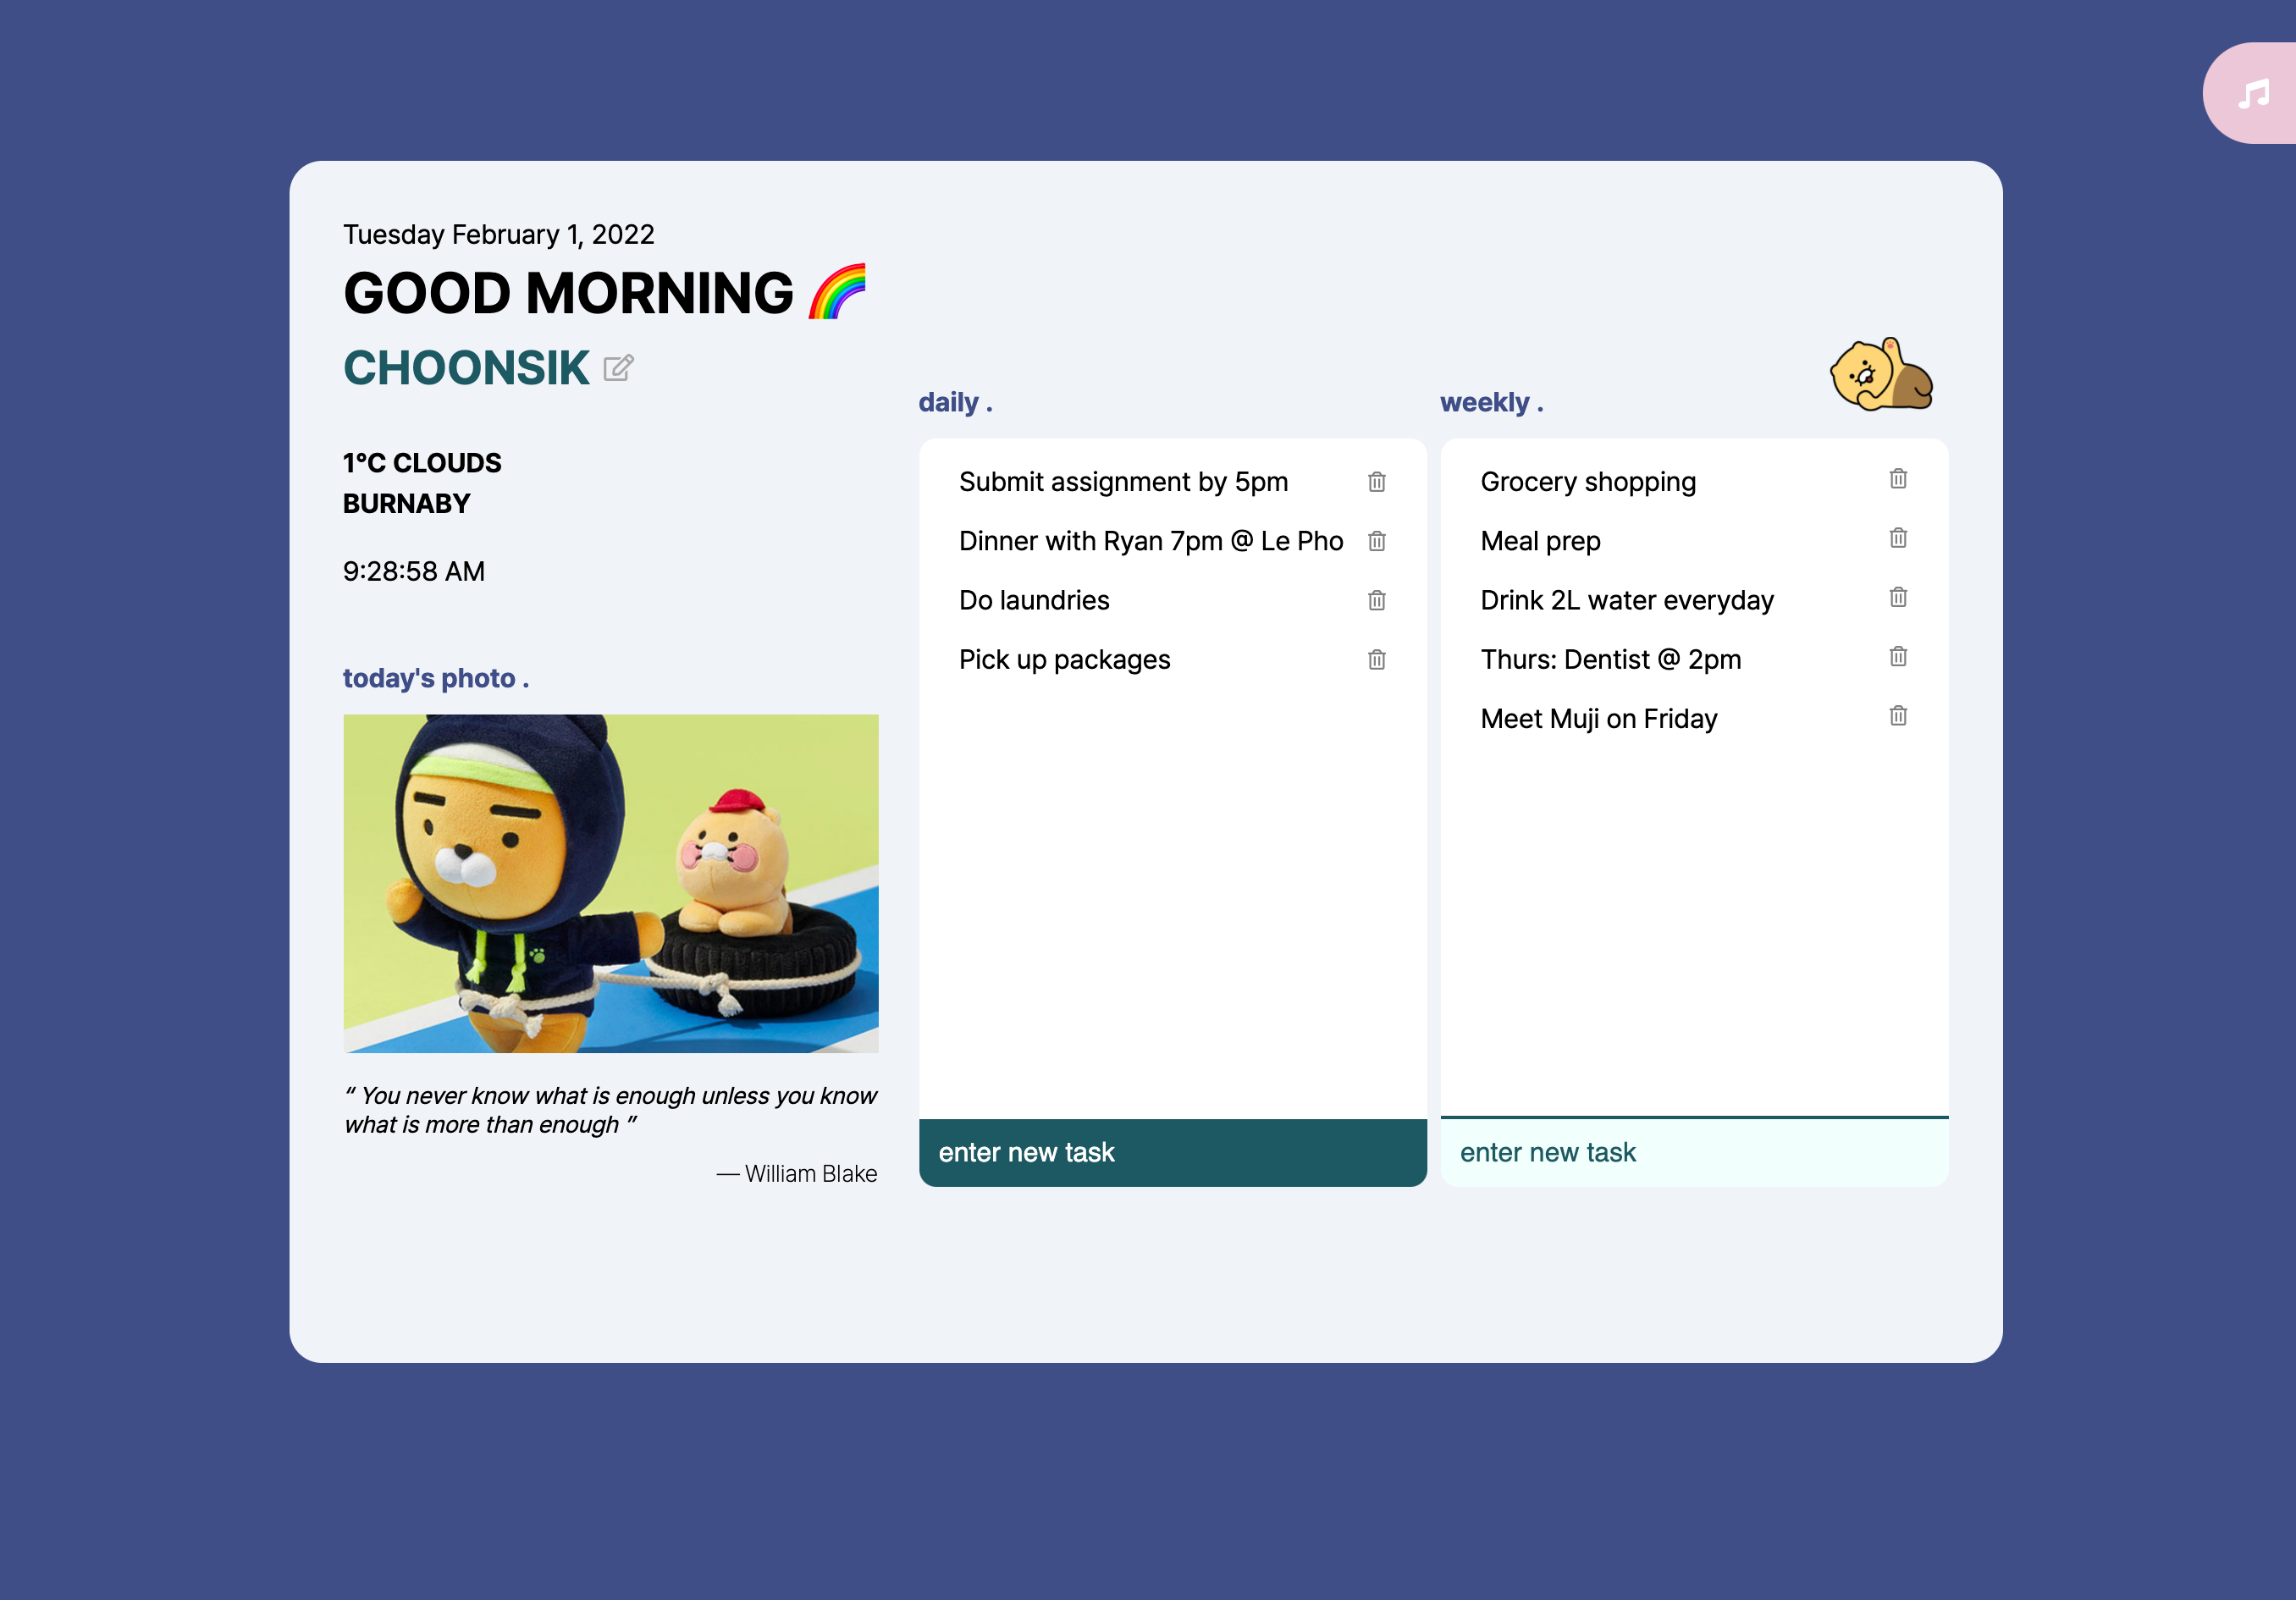 Tuesday February 1, 2022
GOOD MORNING 🌈
CHOONSIK
1°C CLOUDS
BURNABY
9:28:58 AM
today's photo .
“ You never know what is enough unless you know
what is more than enough ”
— William Blake
daily .
Submit assignment by 5pm
Dinner with Ryan 7pm @ Le Pho
Do laundries
Pick up packages
enter new task
weekly .
Grocery shopping
Meal prep
Drink 2L water everyday
Thurs: Dentist @ 2pm
Meet Muji on Friday
enter new task